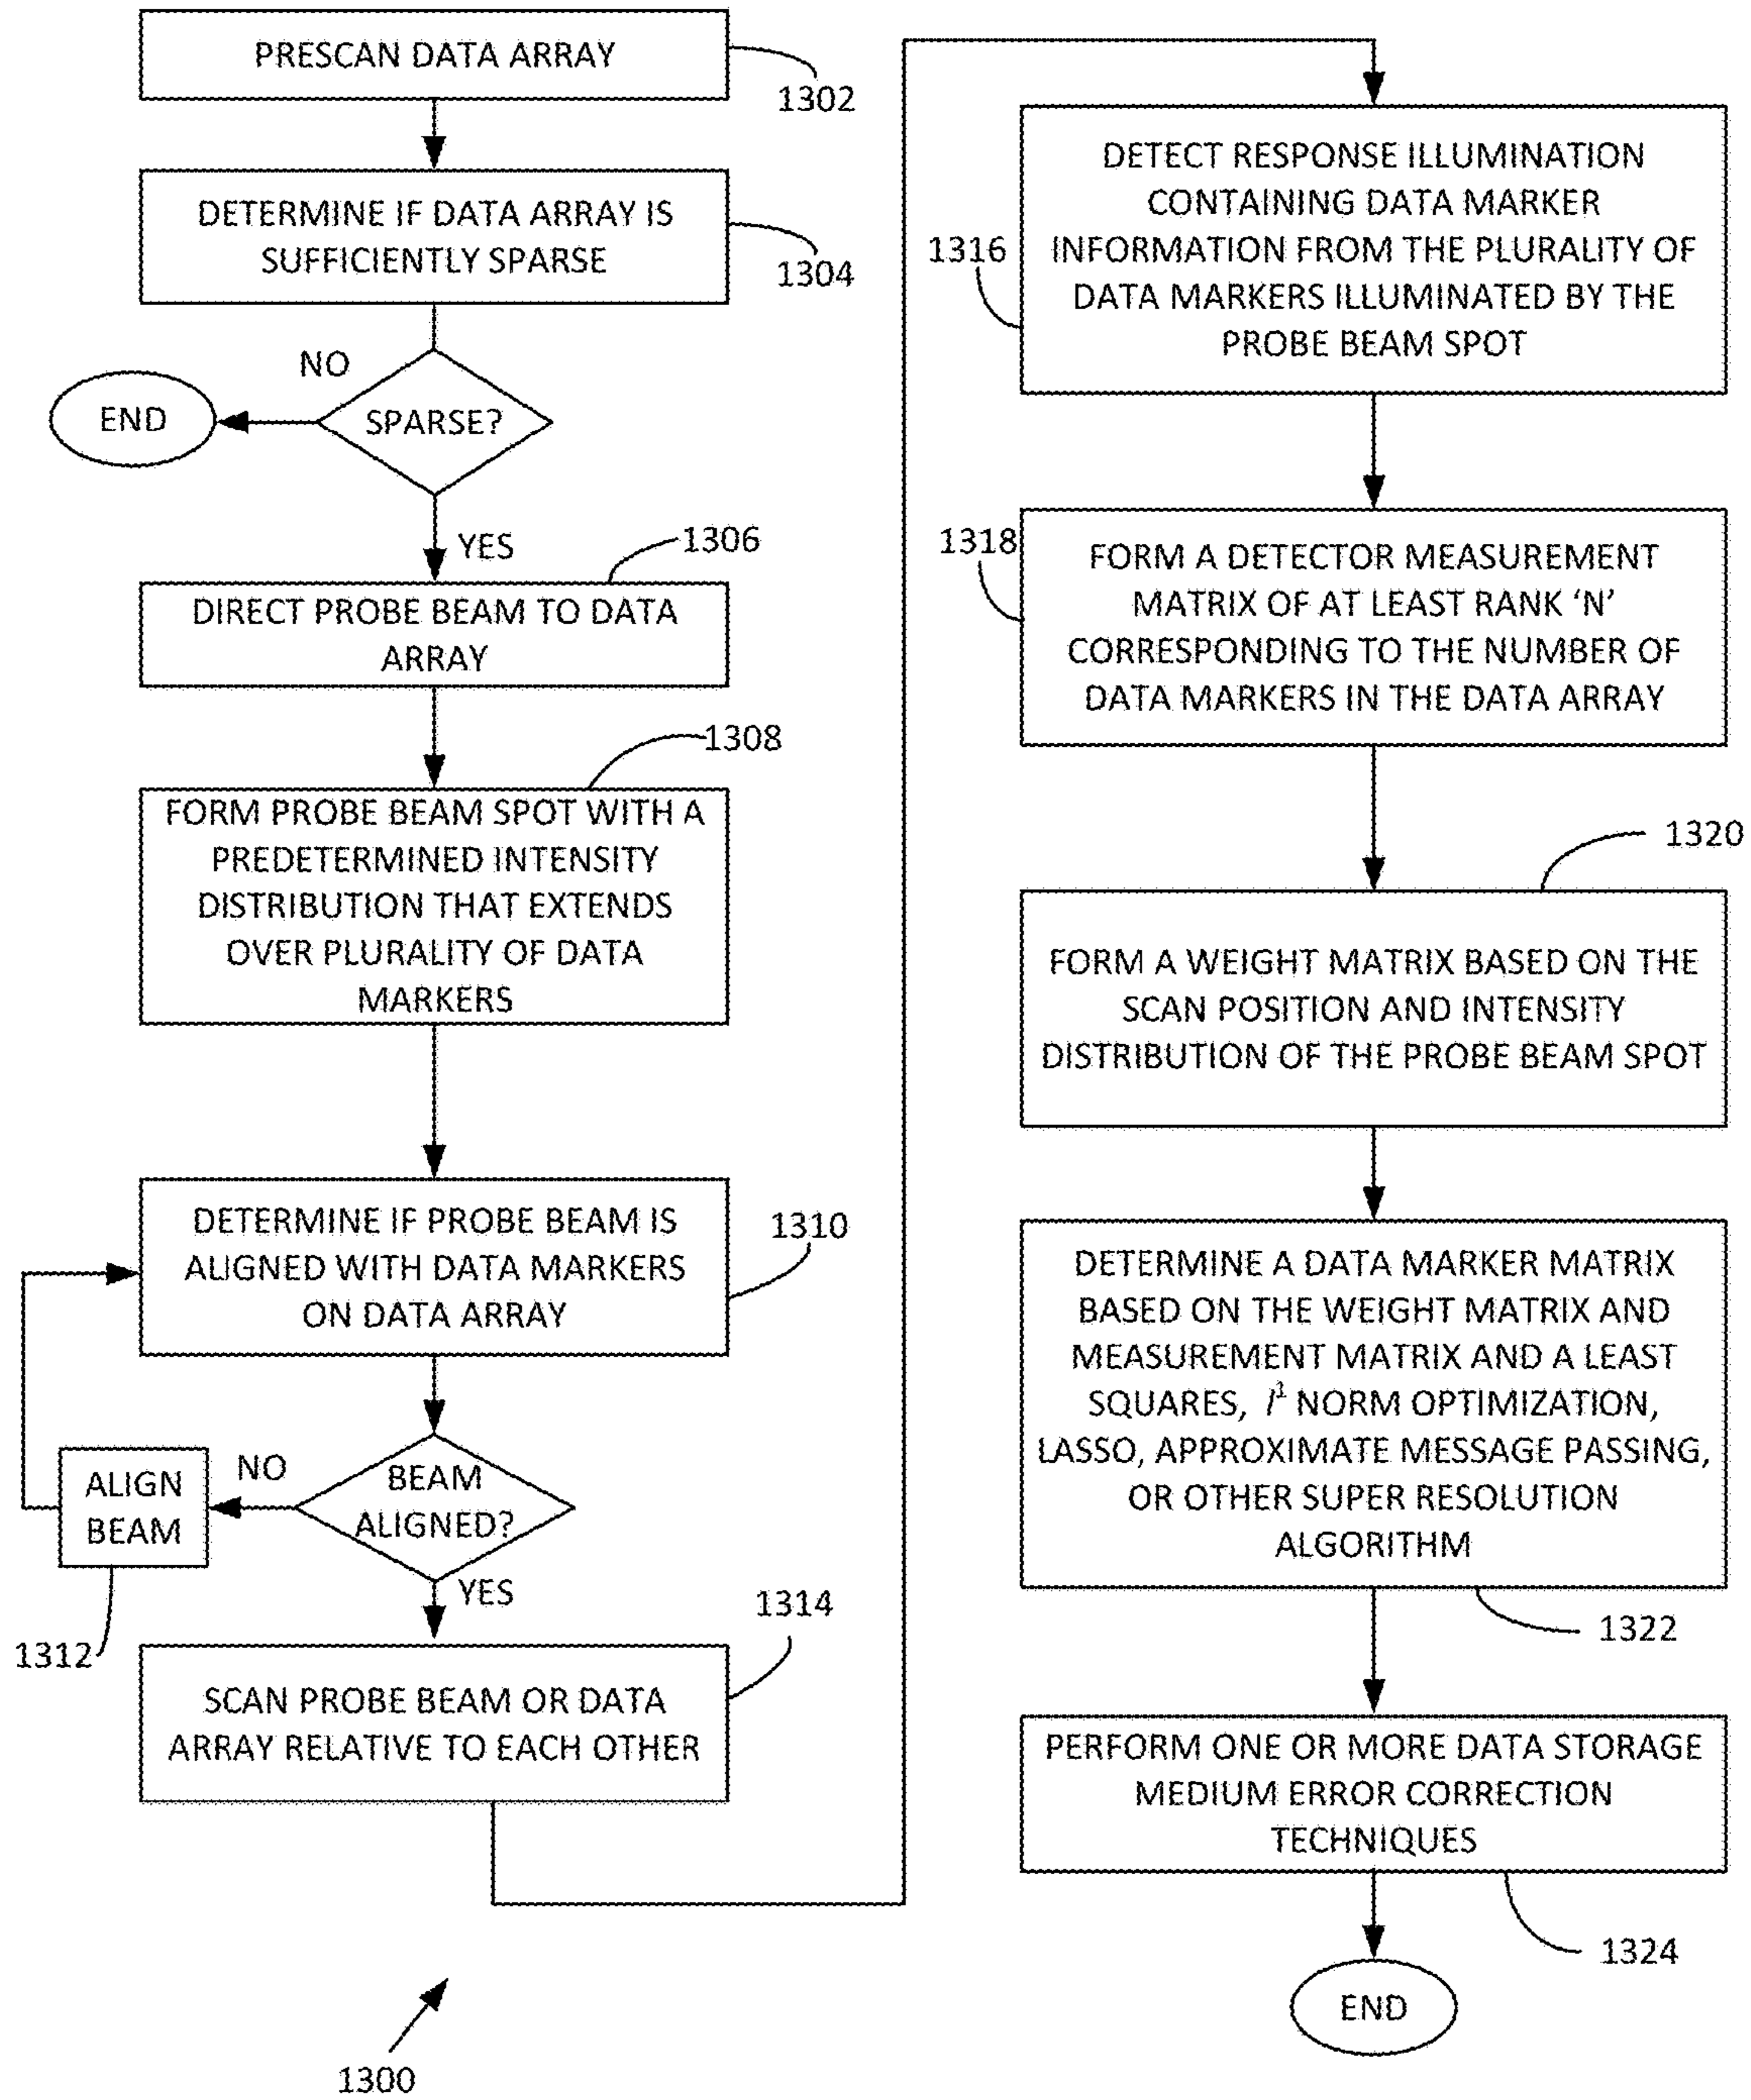 PRESCAN DATA ARRAY
1302
DETERMINE IF DATA ARRAY IS
SUFFICIENTLY SPARSE
1304
NO
SPARSE?
END
YES
1306
DIRECT PROBE BEAM TO DATA
ARRAY
1308
FORM PROBE BEAM SPOT WITH A
PREDETERMINED INTENSITY
DISTRIBUTION THAT EXTENDS
OVER PLURALITY OF DATA
MARKERS
DETERMINE IF PROBE BEAM IS
ALIGNED WITH DATA MARKERS
ON DATA ARRAY
1310
BEAM
ALIGNED?
NO
ALIGN
BEAM
1312
YES
1314
SCAN PROBE BEAM OR DATA
ARRAY RELATIVE TO EACH OTHER
1300
DETECT RESPONSE ILLUMINATION
CONTAINING DATA MARKER
INFORMATION FROM THE PLURALITY OF
DATA MARKERS ILLUMINATED BY THE
PROBE BEAM SPOT
1316
1318
FORM A DETECTOR MEASUREMENT
MATRIX OF AT LEAST RANK ‘N’
CORRESPONDING TO THE NUMBER OF
DATA MARKERS IN THE DATA ARRAY
1320
FORM A WEIGHT MATRIX BASED ON THE
SCAN POSITION AND INTENSITY
DISTRIBUTION OF THE PROBE BEAM SPOT
DETERMINE A DATA MARKER MATRIX
BASED ON THE WEIGHT MATRIX AND
MEASUREMENT MATRIX AND A LEAST
SQUARES, l¹ NORM OPTIMIZATION,
LASSO, APPROXIMATE MESSAGE PASSING,
OR OTHER SUPER RESOLUTION
ALGORITHM
1322
PERFORM ONE OR MORE DATA STORAGE
MEDIUM ERROR CORRECTION
TECHNIQUES
1324
END